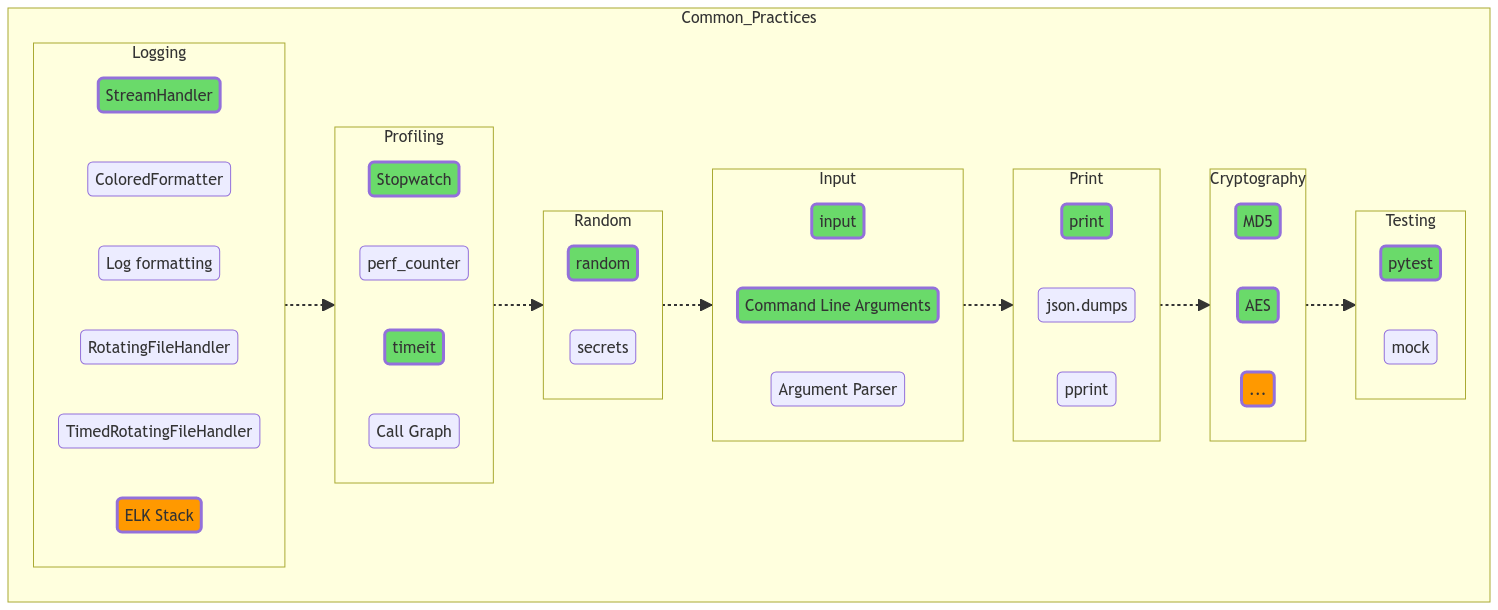 Common_Practices
Logging
StreamHandler
ColoredFormatter
Log formatting
RotatingFileHandler
TimedRotatingFileHandler
ELK Stack
Profiling
Stopwatch
perf_counter
timeit
Call Graph
Random
random
secrets
Input
input
Command Line Arguments
Argument Parser
Print
print
json.dumps
pprint
Cryptography
MD5
AES
...
Testing
pytest
mock